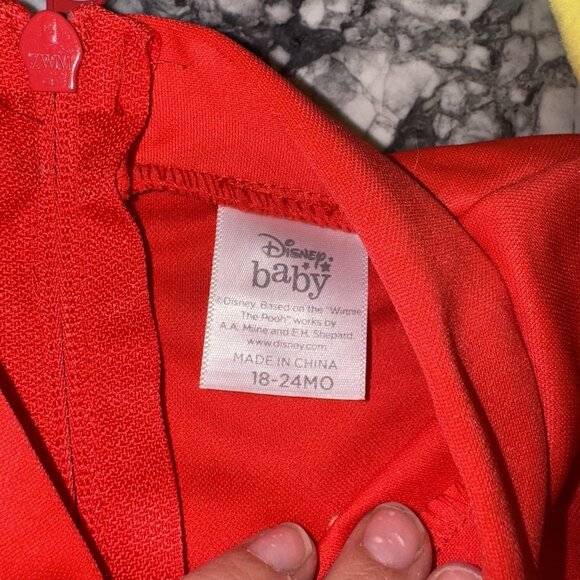 Disney
baby
©Disney. Based on the "Winnie
The Pooh" works by
A.A. Milne and E.H. Shepard.
www.disney.com
MADE IN CHINA
18-24MO